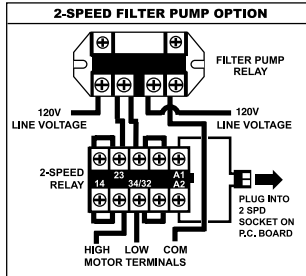 2-SPEED FILTER PUMP OPTION
FILTER PUMP
RELAY
120V
LINE VOLTAGE
120V
LINE VOLTAGE
2-SPEED
RELAY
23
14
34/32
A1
A2
PLUG INTO
2 SPD
SOCKET ON
P.C. BOARD
HIGH LOW COM
MOTOR TERMINALS